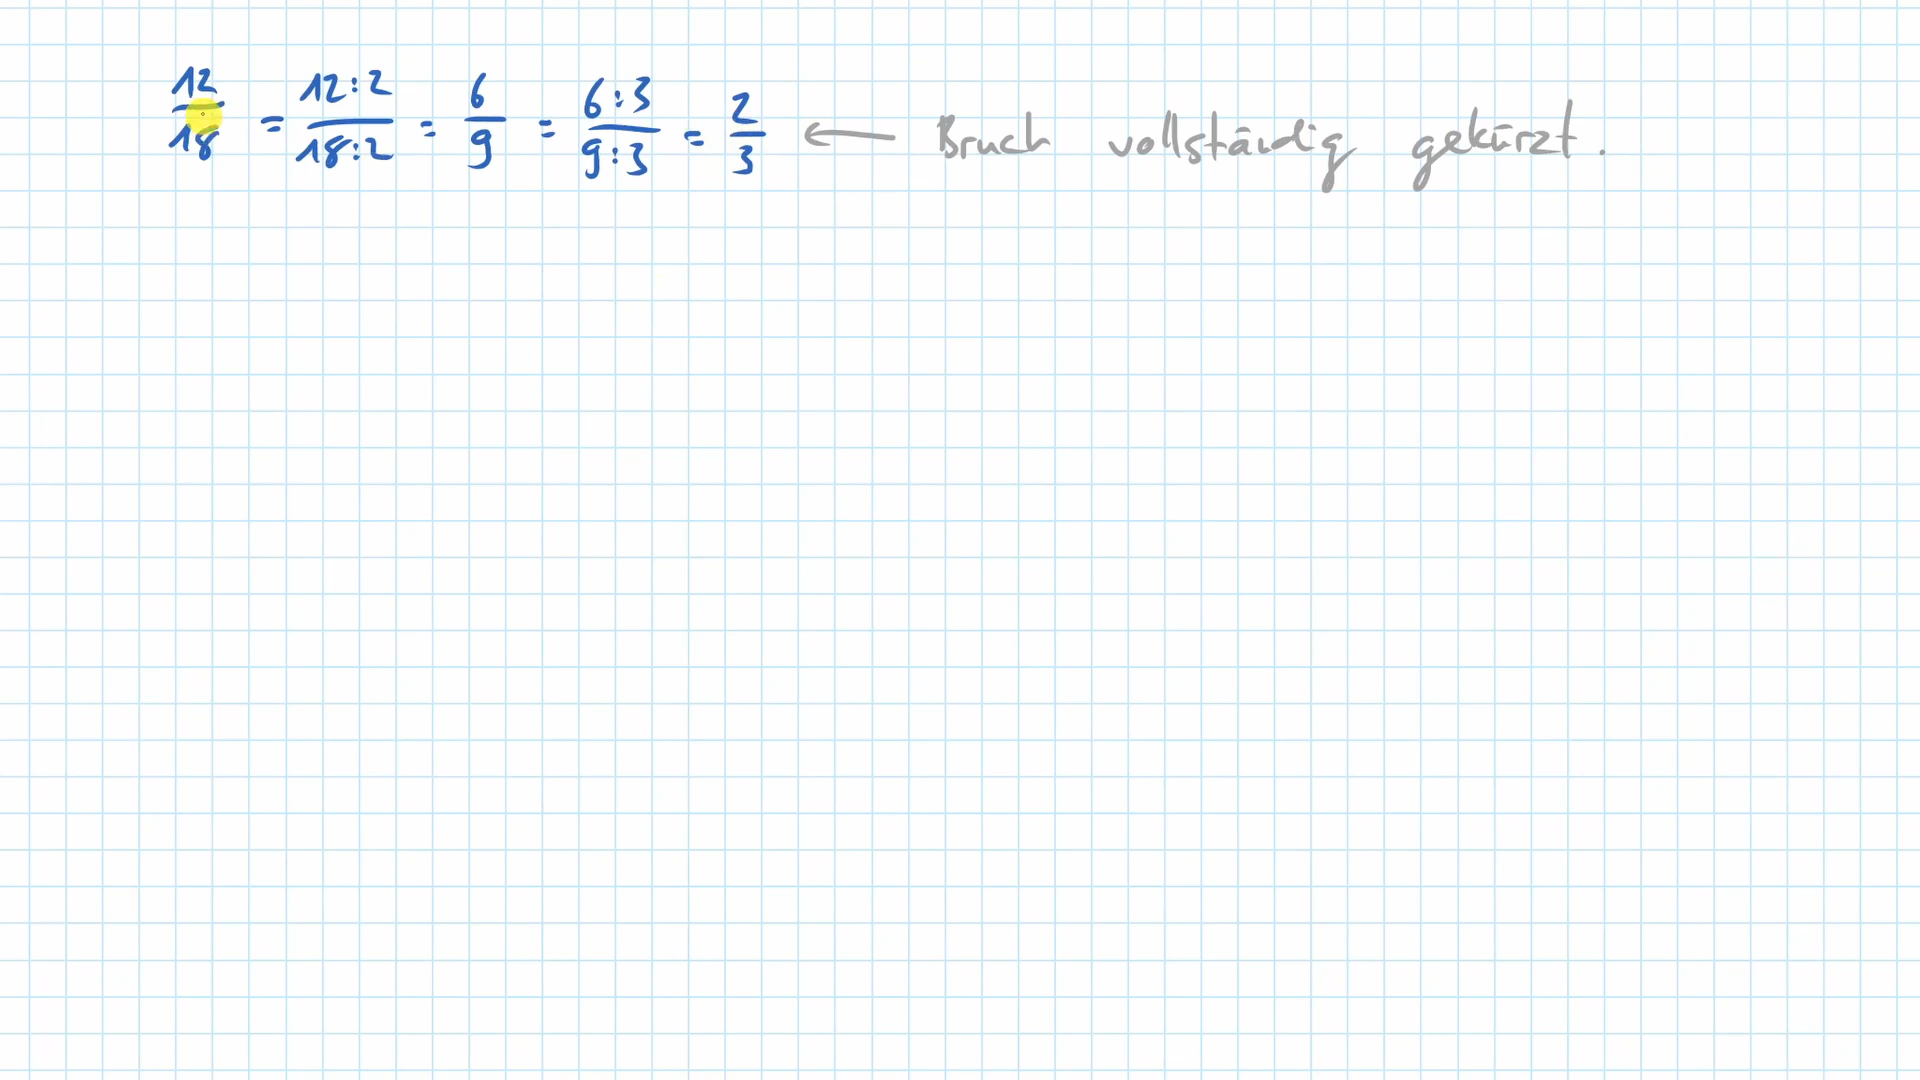 12/18 = 12:2/18:2 = 6/9 = 6:3/9:3 = 2/3 ← Bruch vollständig gekürzt.